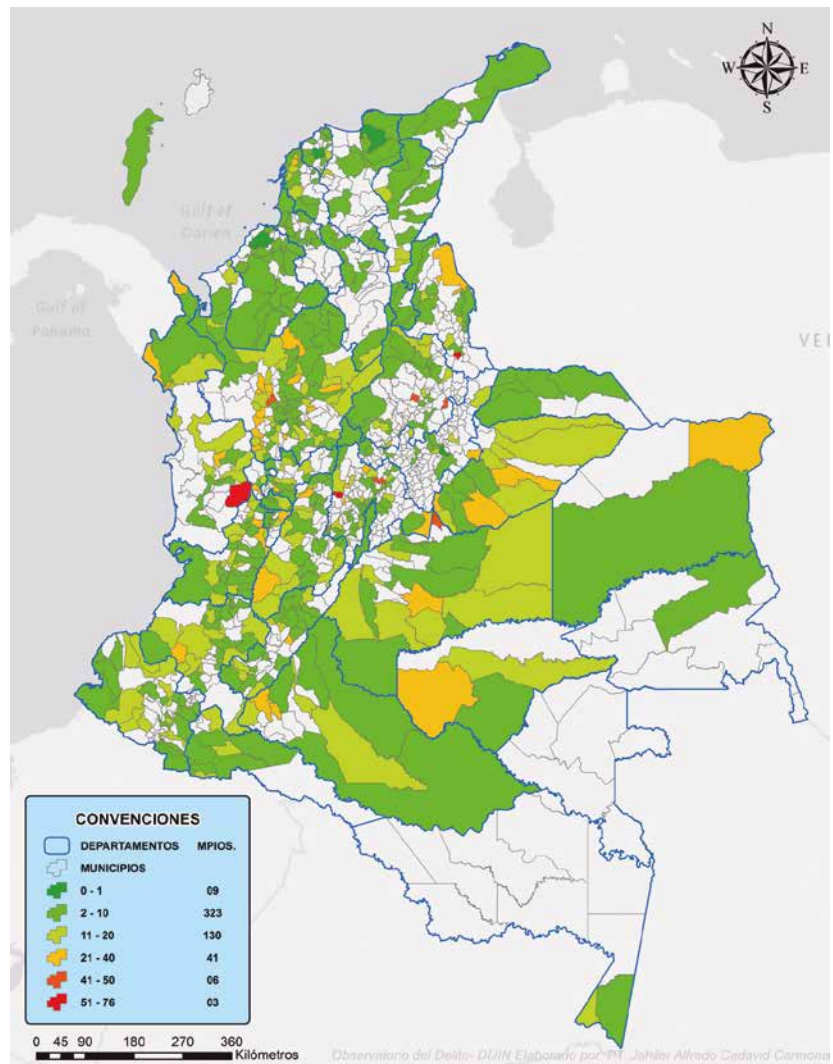 N
W E
S
Gulf of
Darien
Gulf of
Panama
VE
CONVENCIONES
DEPARTAMENTOS MPIOS.
MUNICIPIOS
0 - 1 09
2 - 10 323
11 - 20 130
21 - 40 41
41 - 50 06
51 - 76 03
0 45 90 180 270 360
Kilómetros
Observatorio del Delito- DIJIN Elaborado por: PT. Jahider Alfredo Cadavid Carmona